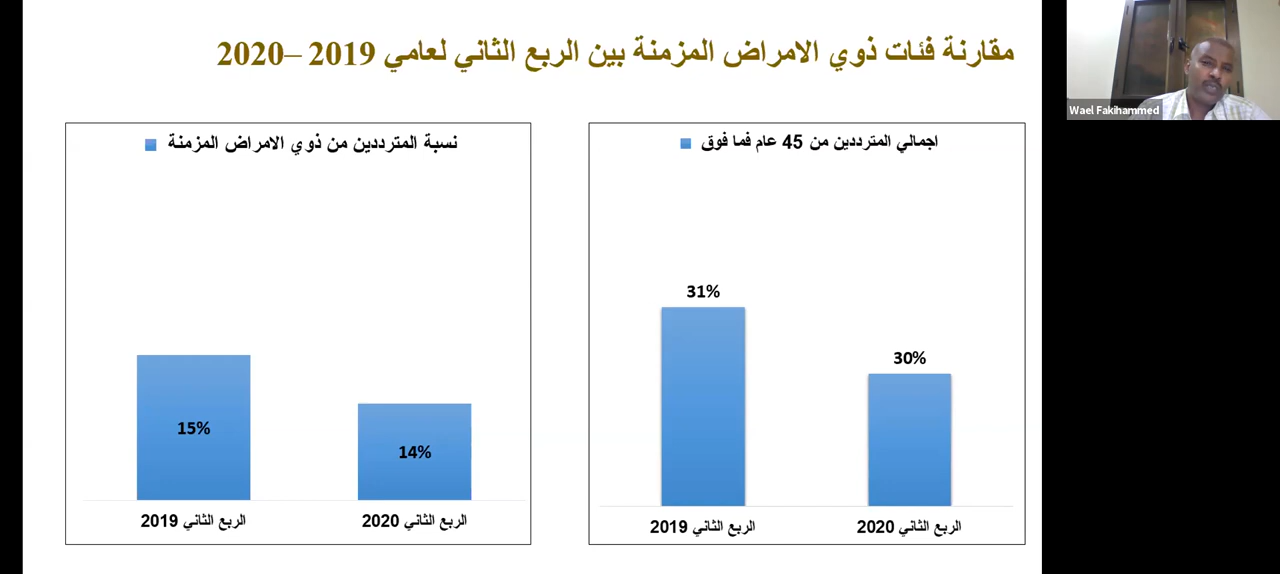 مقارنة فئات ذوي الامراض المزمنة بين الربع الثاني لعامي 2019 –2020
Wael Fakihammed
اجمالي المترددين من 45 عام فما فوق
31%
30%
الربع الثاني 2019
الربع الثاني 2020
نسبة المترددين من ذوي الامراض المزمنة
15%
14%
الربع الثاني 2019
الربع الثاني 2020